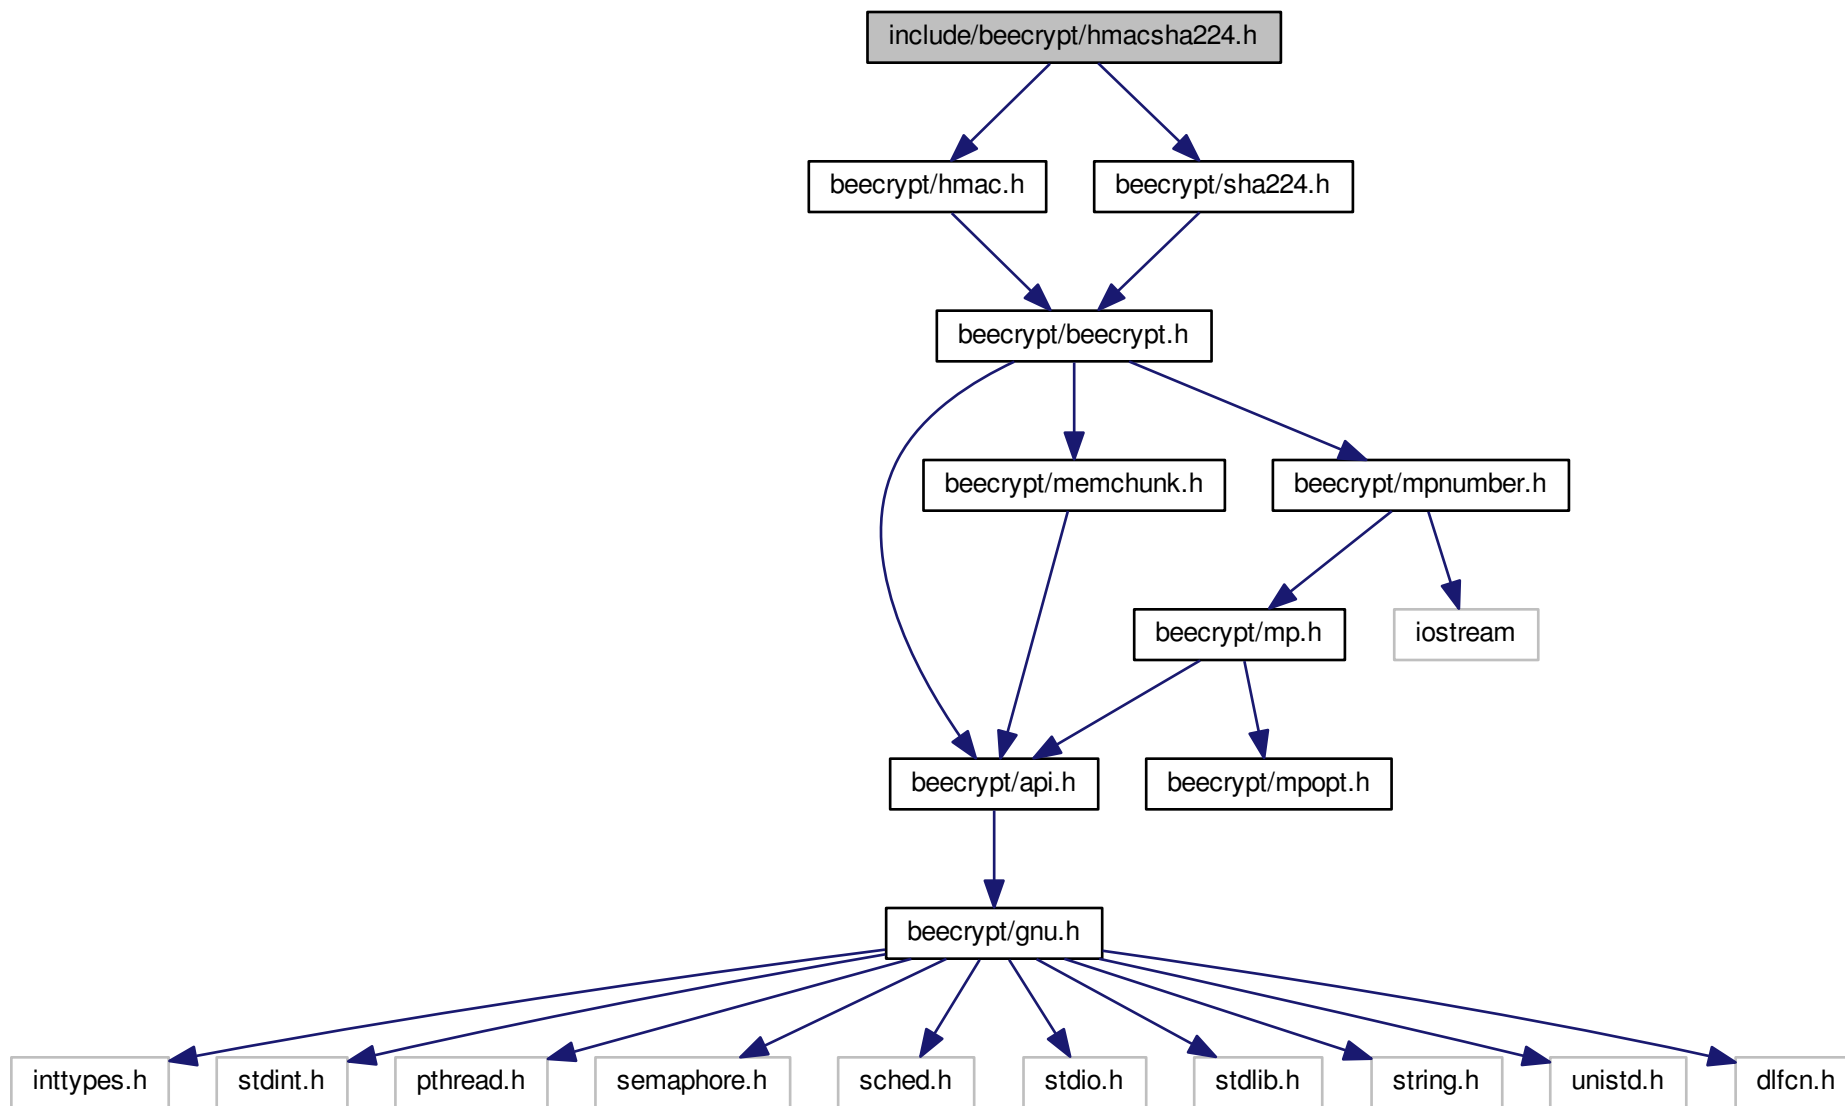 include/beecrypt/hmacsha224.h
beecrypt/hmac.h
beecrypt/sha224.h
beecrypt/beecrypt.h
beecrypt/memchunk.h
beecrypt/mpnumber.h
beecrypt/mp.h
iostream
beecrypt/api.h
beecrypt/mpopt.h
beecrypt/gnu.h
inttypes.h
stdint.h
pthread.h
semaphore.h
sched.h
stdio.h
stdlib.h
string.h
unistd.h
dlfcn.h